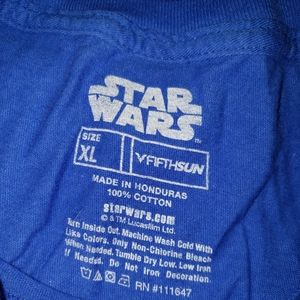 STAR
WARS
SIZE
XL
FIFTHSUN
MADE IN HONDURAS
100% COTTON
starwars.com
© & TM Lucasfilm Ltd.
Turn Inside Out. Machine Wash Cold With
Like Colors. Only Non-Chlorine Bleach
When Needed. Tumble Dry Low. Low Iron
if Needed. Do Not Iron Decoration.
RN #111647